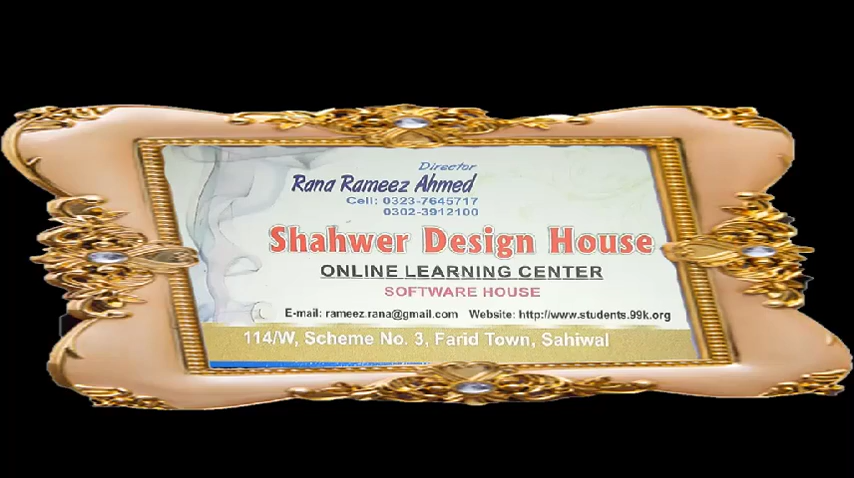 Director
Rana Rameez Ahmed
Cell: 0323-7645717
0302-3912100
Shahwer Design House
ONLINE LEARNING CENTER
SOFTWARE HOUSE
E-mail: rameez.rana@gmail.com Website: http://www.students.99k.org
114/W, Scheme No. 3, Farid Town, Sahiwal